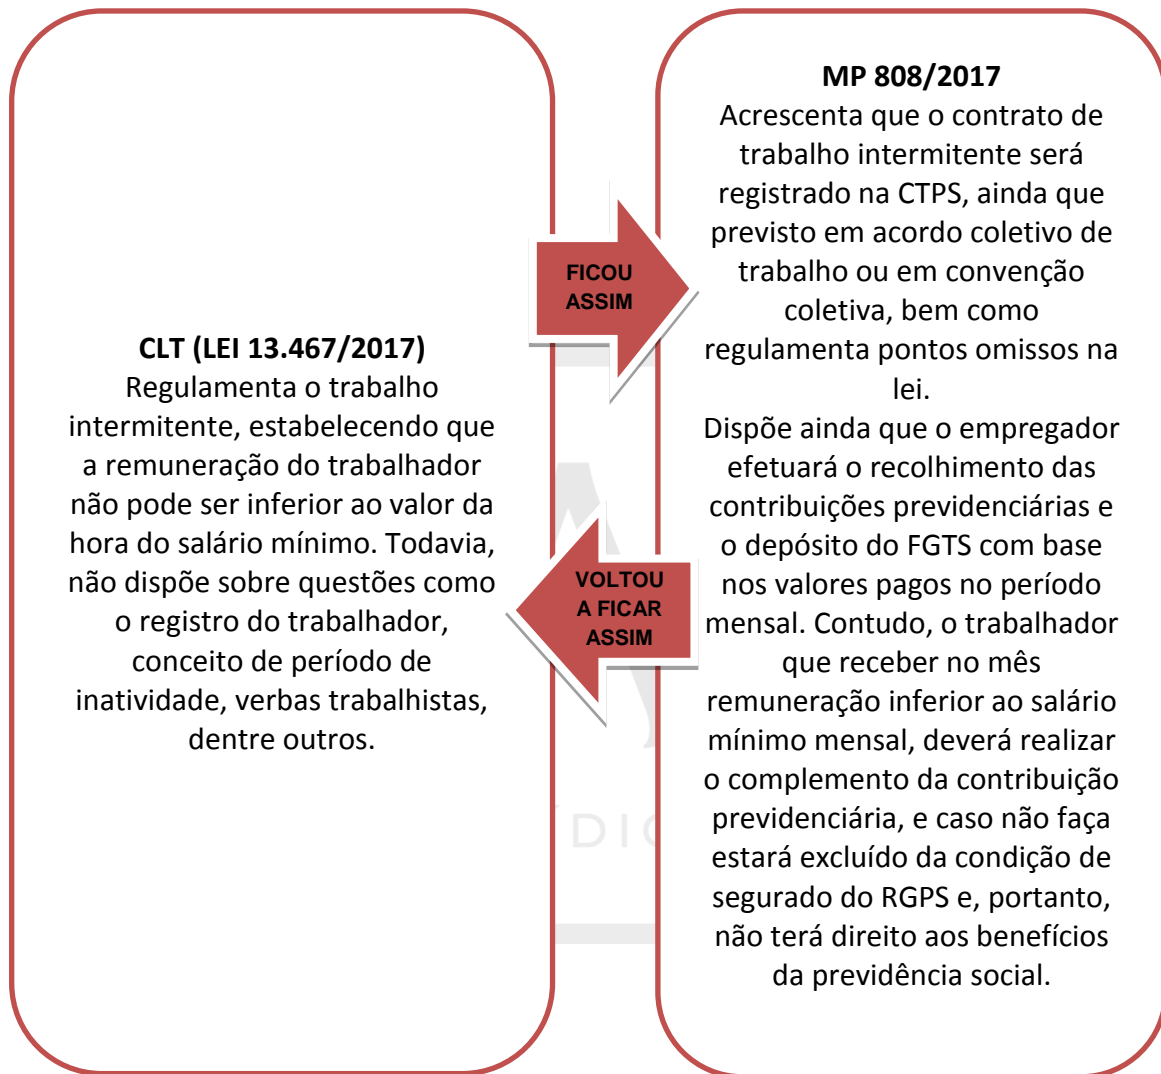 CLT (LEI 13.467/2017)
Regulamenta o trabalho
intermitente, estabelecendo que
a remuneração do trabalhador
não pode ser inferior ao valor da
hora do salário mínimo. Todavia,
não dispõe sobre questões como
o registro do trabalhador,
conceito de período de
inatividade, verbas trabalhistas,
dentre outros.
FICOU
ASSIM
VOLTOU
A FICAR
ASSIM
MP 808/2017
Acrescenta que o contrato de
trabalho intermitente será
registrado na CTPS, ainda que
previsto em acordo coletivo de
trabalho ou em convenção
coletiva, bem como
regulamenta pontos omissos na
lei.
Dispõe ainda que o empregador
efetuará o recolhimento das
contribuições previdenciárias e
o depósito do FGTS com base
nos valores pagos no período
mensal. Contudo, o trabalhador
que receber no mês
remuneração inferior ao salário
mínimo mensal, deverá realizar
o complemento da contribuição
previdenciária, e caso não faça
estará excluído da condição de
segurado do RGPS e, portanto,
não terá direito aos benefícios
da previdência social.